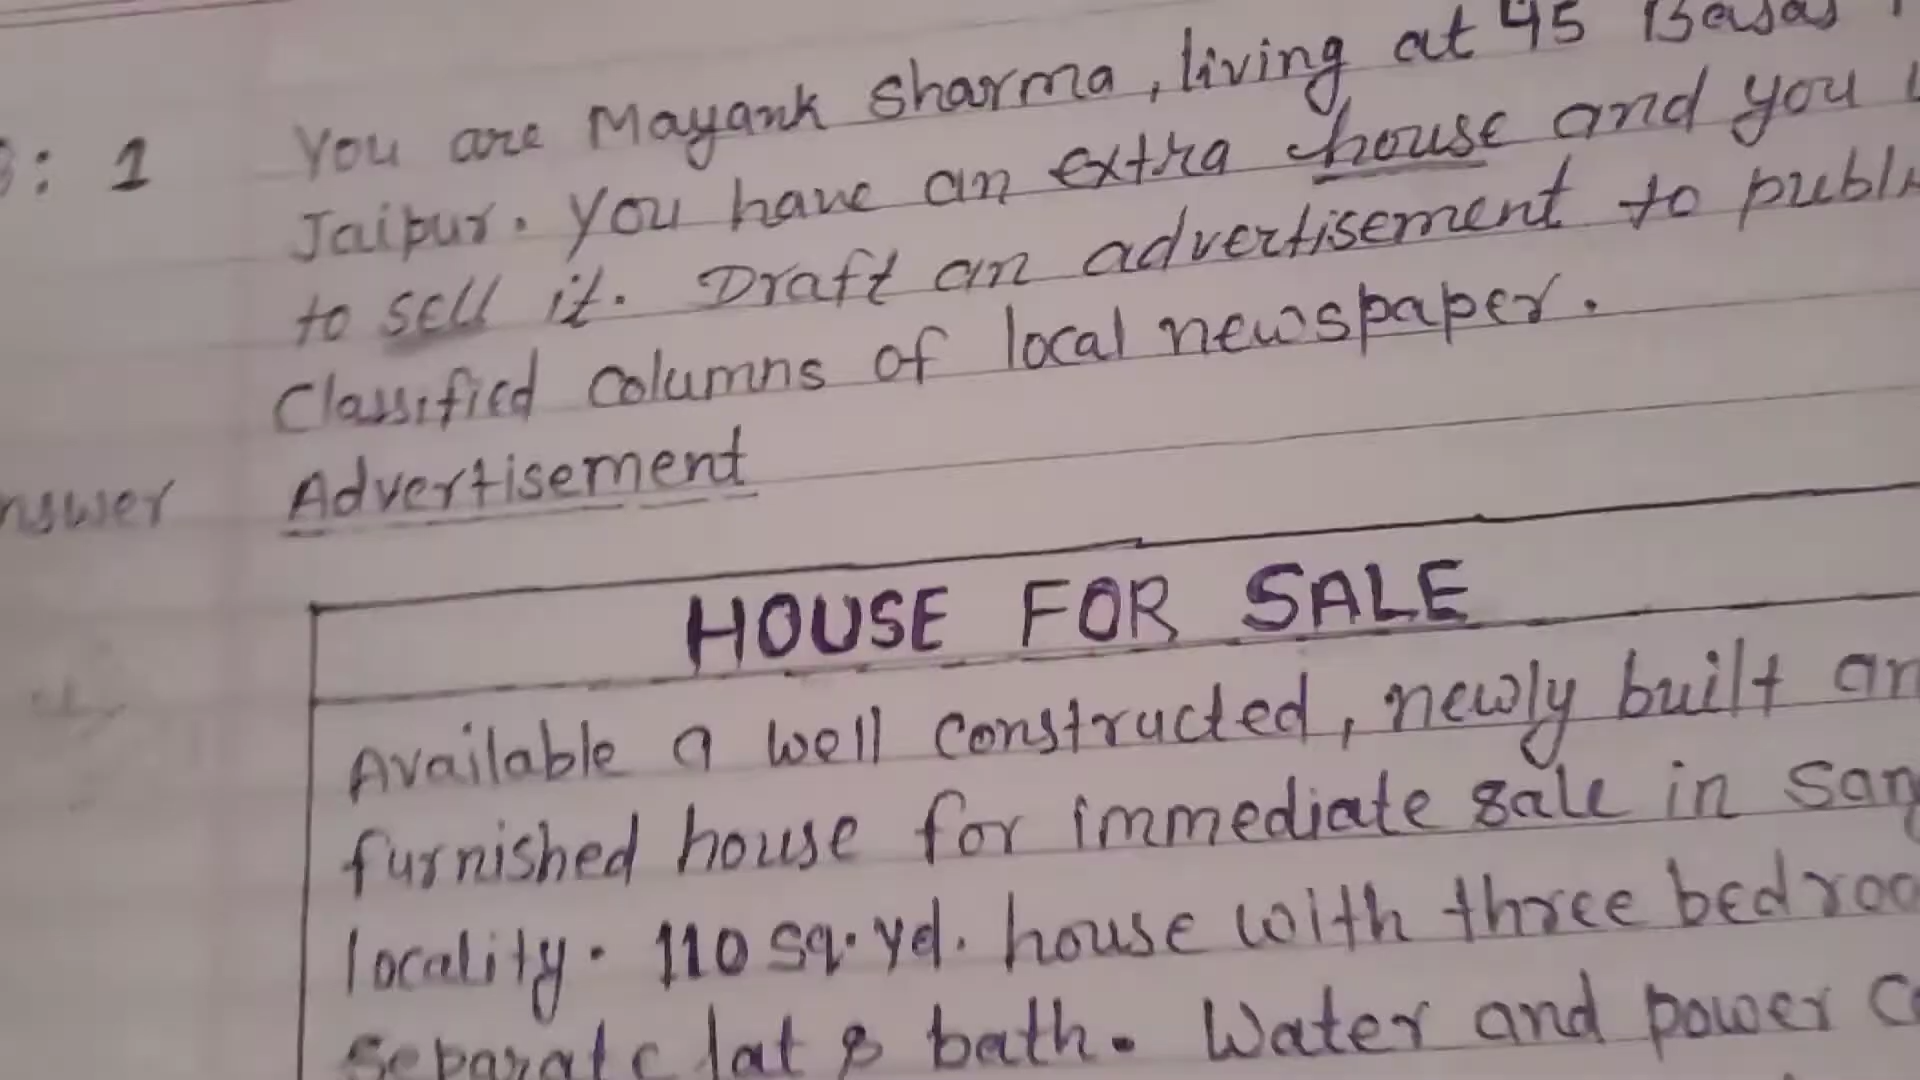 : 1 You are Mayank Sharma, living at 45
Jaipur. You have an extra house and you
to sell it. Draft an advertisement to
Classified Columns of local newspaper.
Advertisement
HOUSE FOR SALE
Available a well constructed, newly built
furnished house for immediate sale in
locality. 110 sq. yd. house with three
separate lat & bath. Water and power